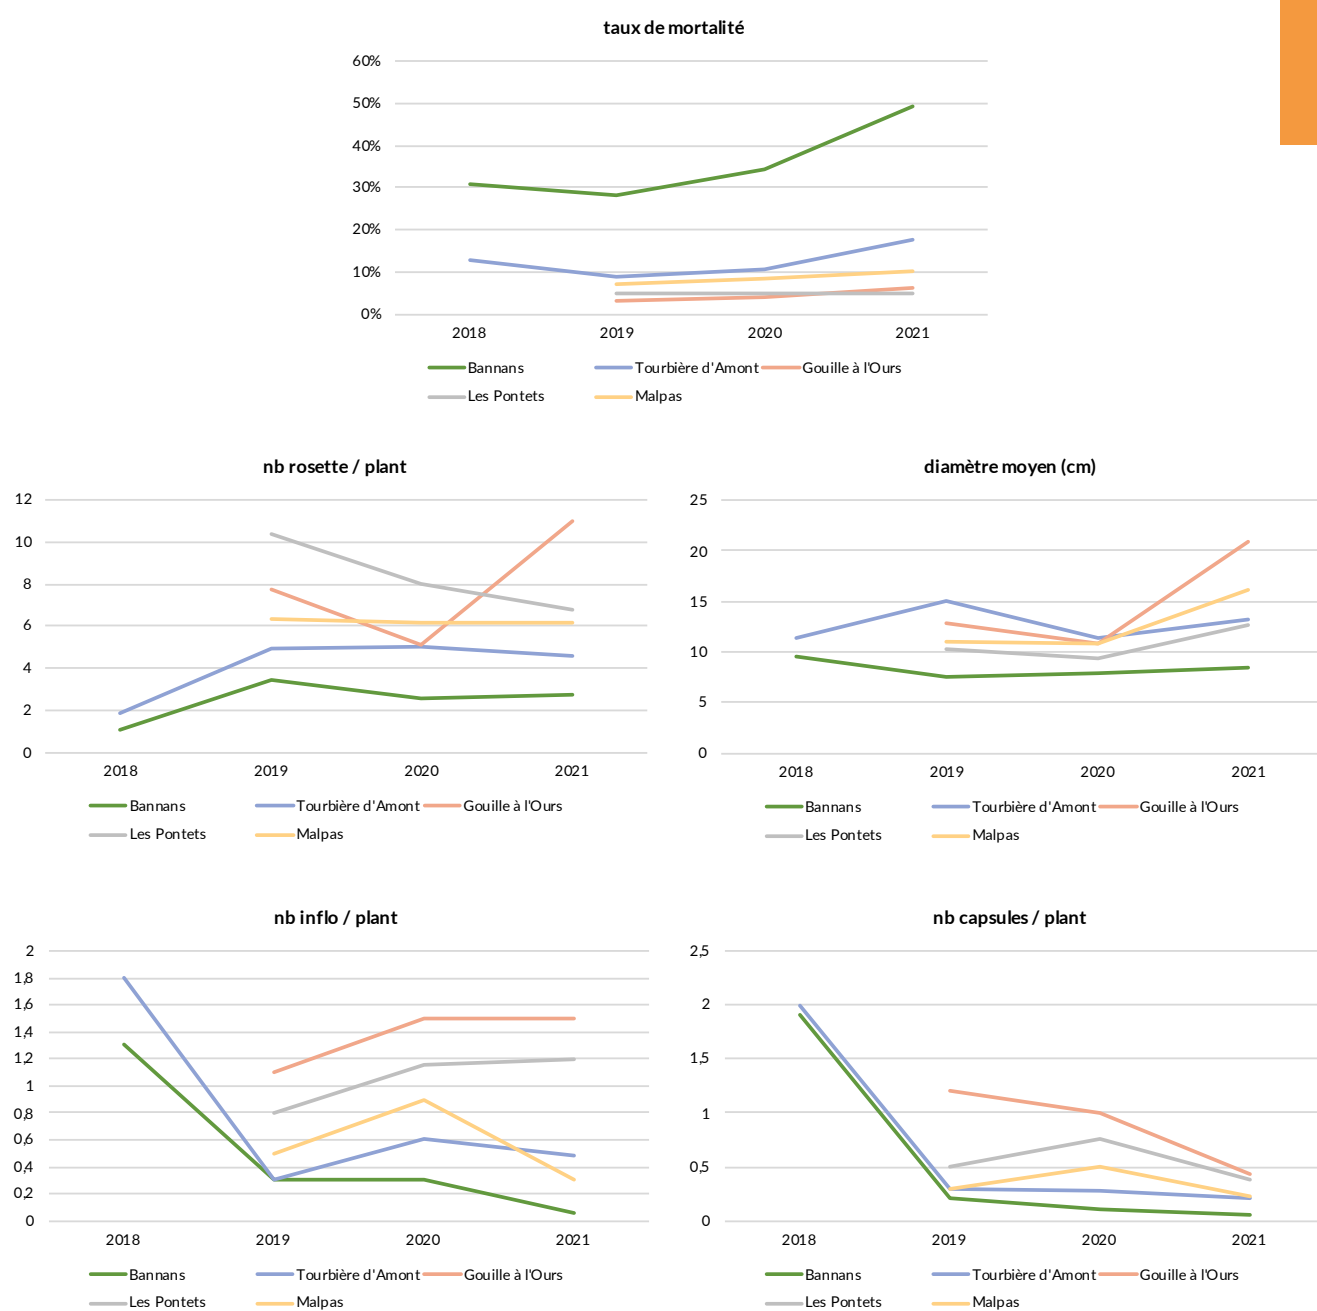 taux de mortalité
60%
50%
40%
30%
20%
10%
0%
2018 2019 2020 2021
Bannans Tourbière d'Amont Gouille à l'Ours
Les Pontets Malpas
nb rosette / plant
12
10
8
6
4
2
0
2018 2019 2020 2021
Bannans Tourbière d'Amont Gouille à l'Ours
Les Pontets Malpas
diamètre moyen (cm)
25
20
15
10
5
0
2018 2019 2020 2021
Bannans Tourbière d'Amont Gouille à l'Ours
Les Pontets Malpas
nb inflo / plant
2
1,8
1,6
1,4
1,2
1
0,8
0,6
0,4
0,2
0
2018 2019 2020 2021
Bannans Tourbière d'Amont Gouille à l'Ours
Les Pontets Malpas
nb capsules / plant
2,5
2
1,5
1
0,5
0
2018 2019 2020 2021
Bannans Tourbière d'Amont Gouille à l'Ours
Les Pontets Malpas